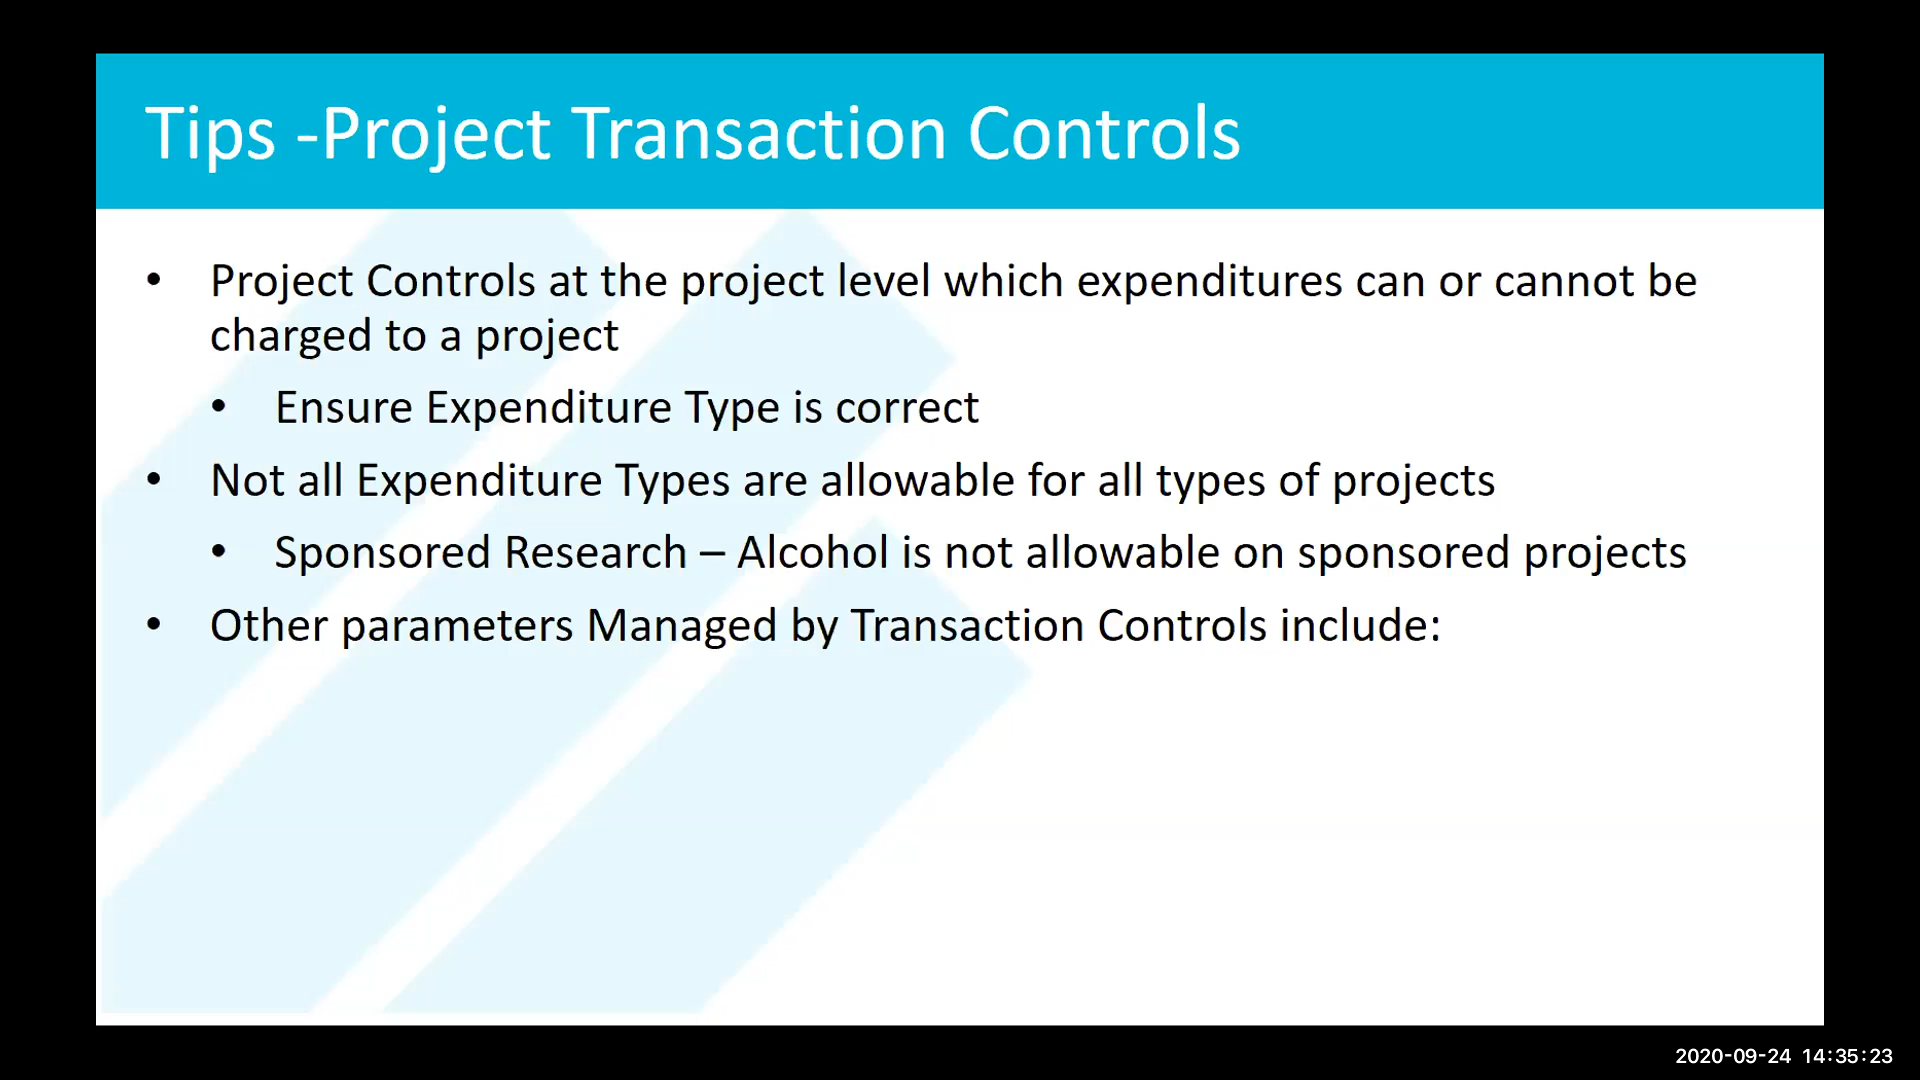 Tips -Project Transaction Controls
• Project Controls at the project level which expenditures can or cannot be
charged to a project
• Ensure Expenditure Type is correct
• Not all Expenditure Types are allowable for all types of projects
• Sponsored Research – Alcohol is not allowable on sponsored projects
• Other parameters Managed by Transaction Controls include:
2020-09-24 14:35:23